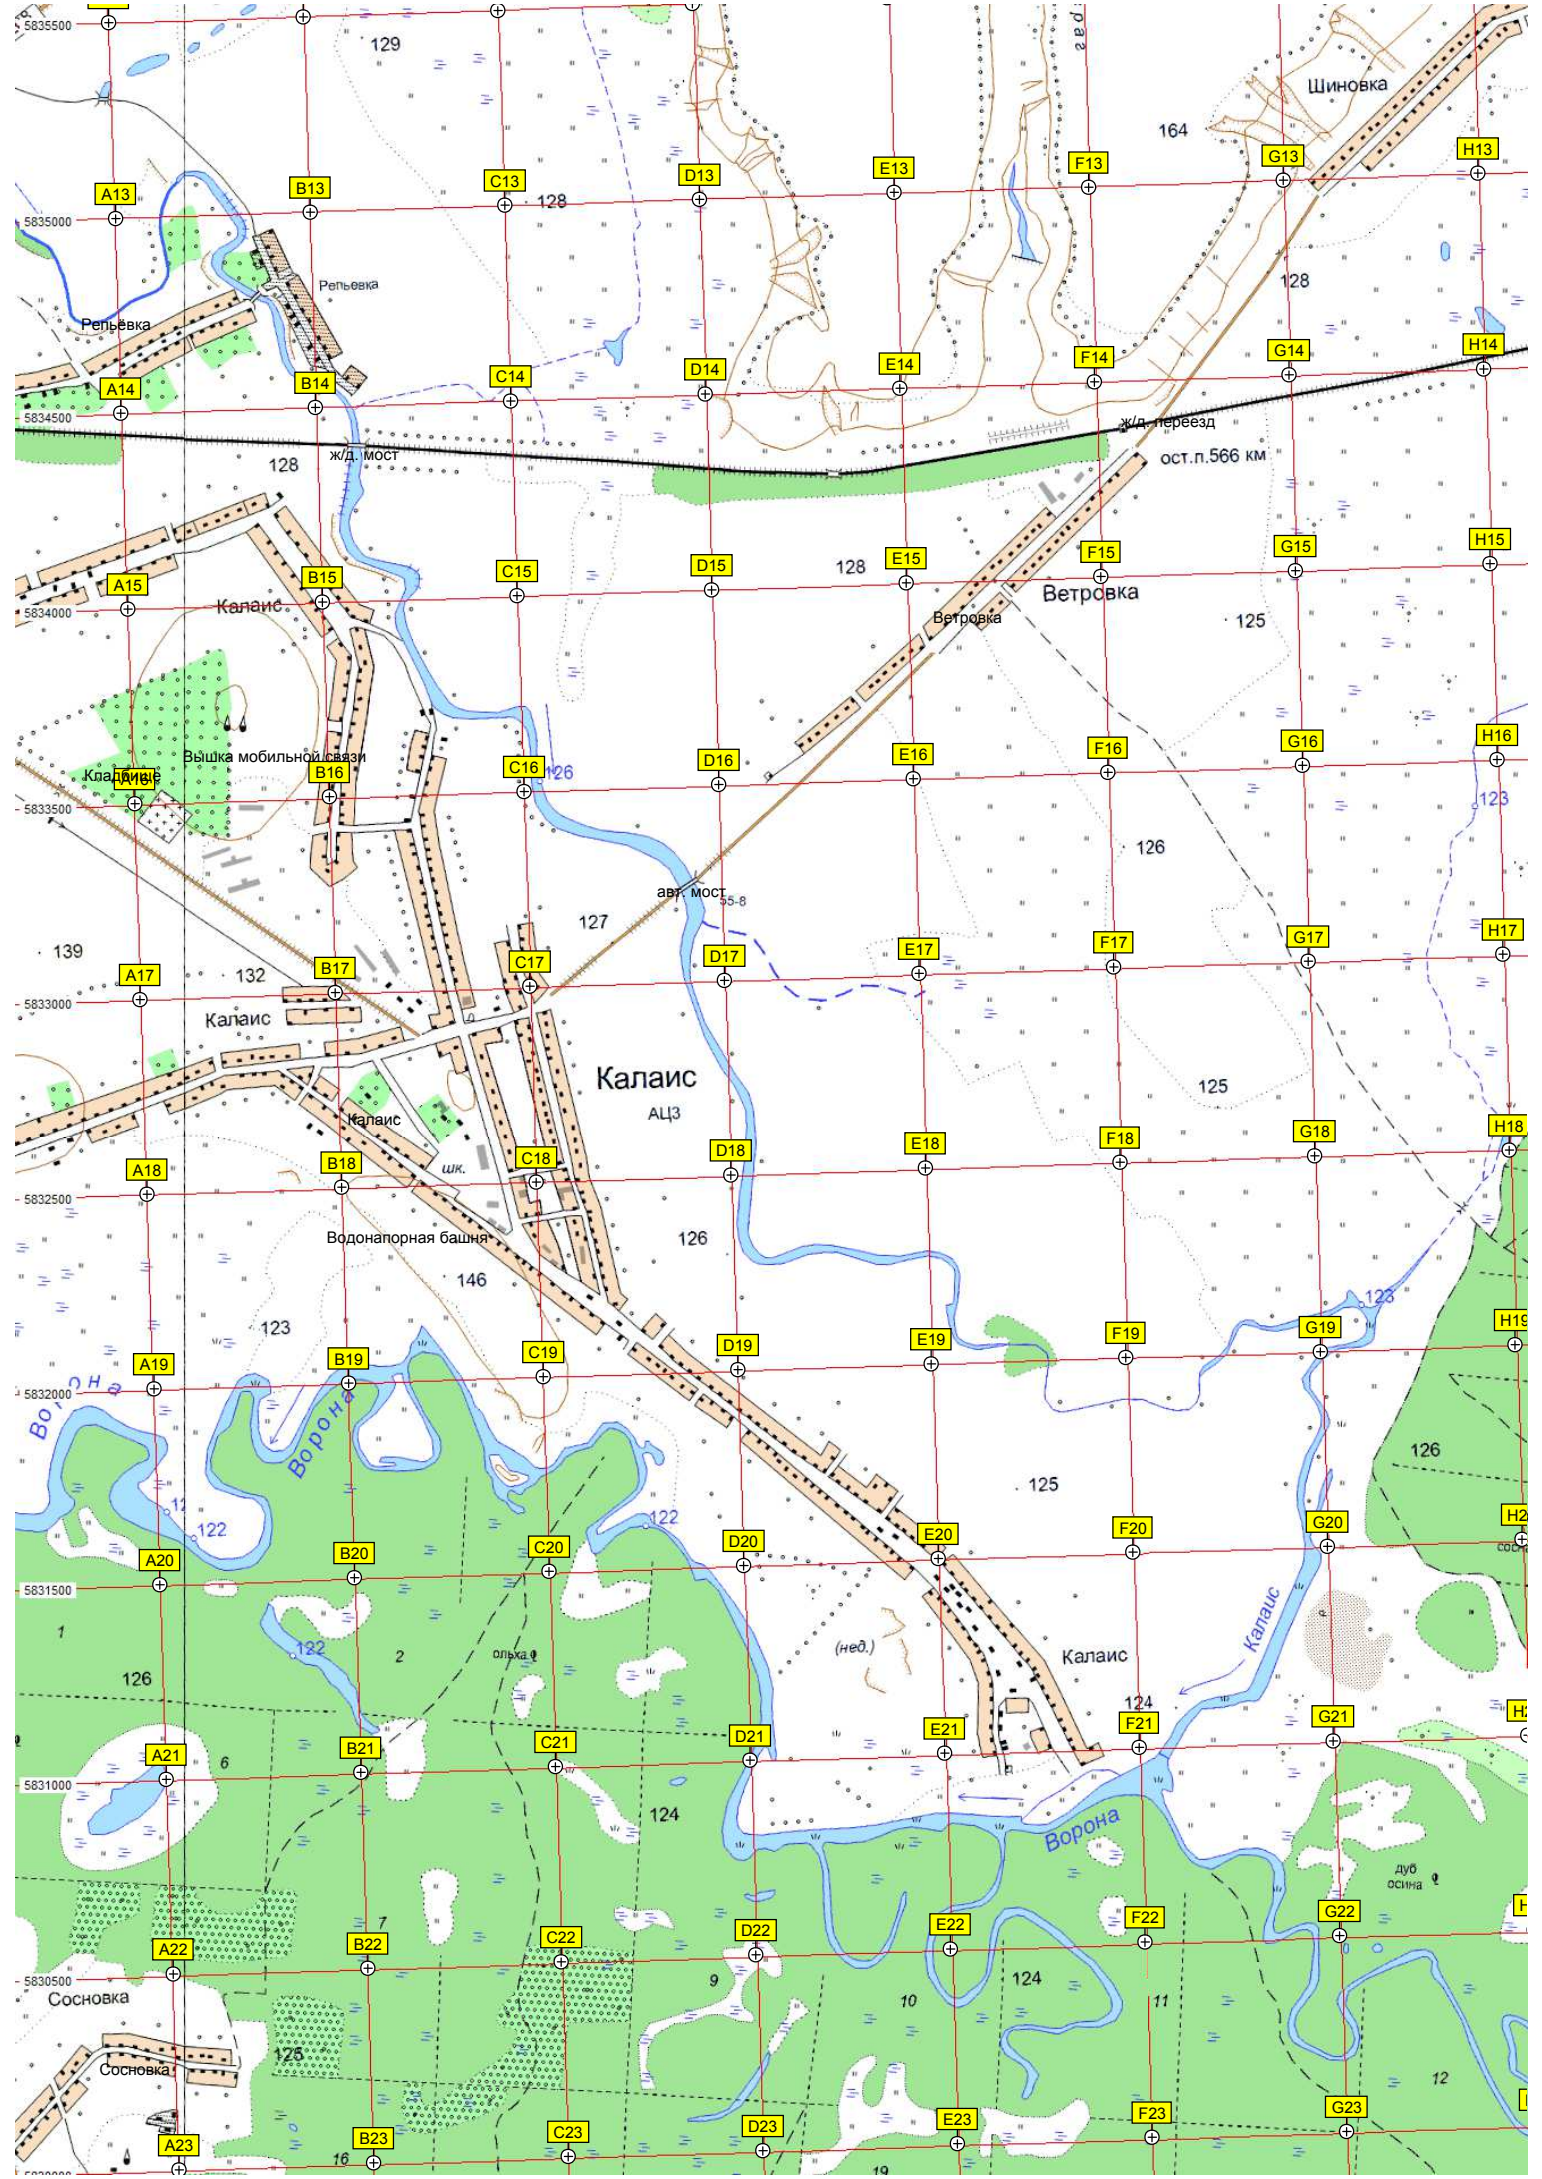 5835500
129
раг
Шиновка
164
A13
B13
C13
D13
E13
F13
G13
H13
128
5835000
Репьевка
Репьёвка
128
A14
B14
C14
D14
E14
F14
G14
H14
5834500
ж/д. мост
ж/д. переезд
128
ост.п.566 км
A15
B15
C15
D15
E15
F15
G15
H15
128
Калаис
5834000
Ветровка
Ветровка
125
Вышка мобильной связи
Кладбище
A16
B16
C16
D16
E16
F16
G16
H16
126
5833500
123
126
авт. мост
55-8
127
139
132
A17
B17
C17
D17
E17
F17
G17
H17
5833000
Калаис
Калаис
АЦЗ
125
Калаис
шк.
A18
B18
C18
D18
E18
F18
G18
H18
5832500
Водонапорная башня
126
146
123
123
A19
B19
C19
D19
E19
F19
G19
H19
5832000
Ворона
Ворона
126
125
122
122
A20
B20
C20
D20
E20
F20
G20
H2
5831500
1
122
2
ольха
(нед.)
Калаис
Калаис
126
124
A21
B21
C21
D21
E21
F21
G21
H2
6
5831000
124
Ворона
дуб
осина
7
A22
B22
C22
D22
E22
F22
G22
H
5830500
Сосновка
9
10
124
11
125
Сосновка
12
A23
B23
C23
D23
E23
F23
G23
16
19